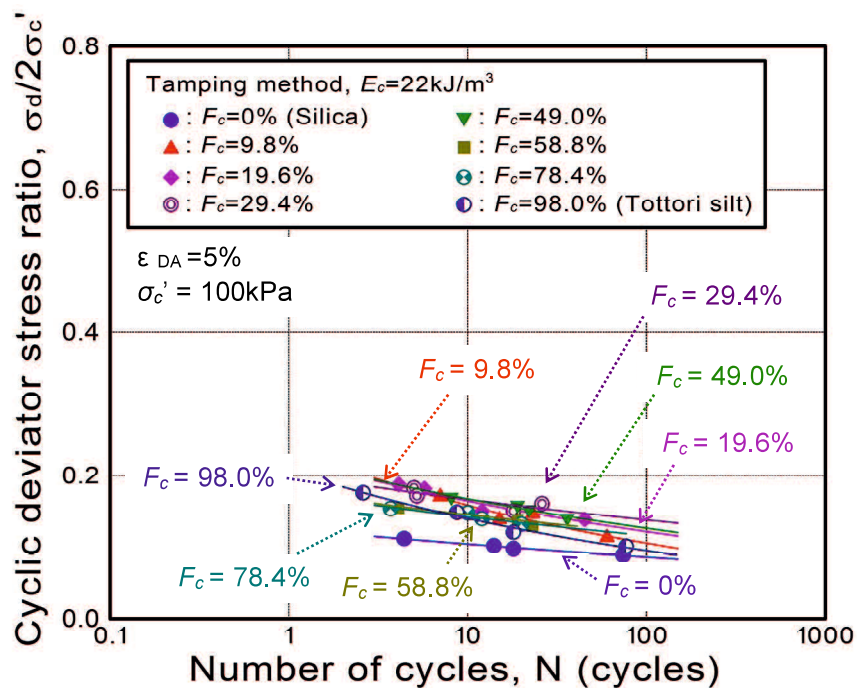 Cyclic deviator stress ratio, σd/2σc'
0.8
0.6
0.4
0.2
0.0
Tamping method, Ec=22kJ/m³
: Fc=0% (Silica)
: Fc=9.8%
: Fc=19.6%
: Fc=29.4%
: Fc=49.0%
: Fc=58.8%
: Fc=78.4%
: Fc=98.0% (Tottori silt)
ε DA =5%
σc' = 100kPa
Fc = 29.4%
Fc = 9.8%
Fc = 49.0%
Fc = 19.6%
Fc = 98.0%
Fc = 78.4%
Fc = 58.8%
Fc = 0%
0.1
1
10
100
1000
Number of cycles, N (cycles)